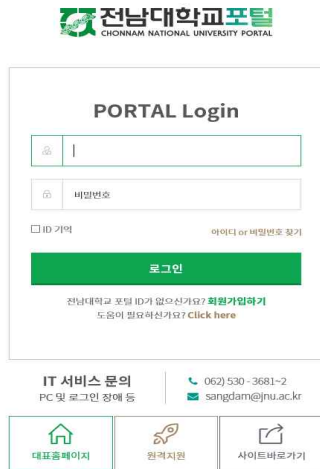 전남대학교포털
CHONNAM NATIONAL UNIVERSITY PORTAL
PORTAL Login
비밀번호
ID 기억
아이디 or 비밀번호 찾기
로그인
전남대학교 포털 ID가 없으신가요? 회원가입하기
도움이 필요하신가요? Click here
IT 서비스 문의
PC 및 로그인 장애 등
062) 530 - 3681~2
sangdam@jnu.ac.kr
대표홈페이지
원격지원
사이트바로가기